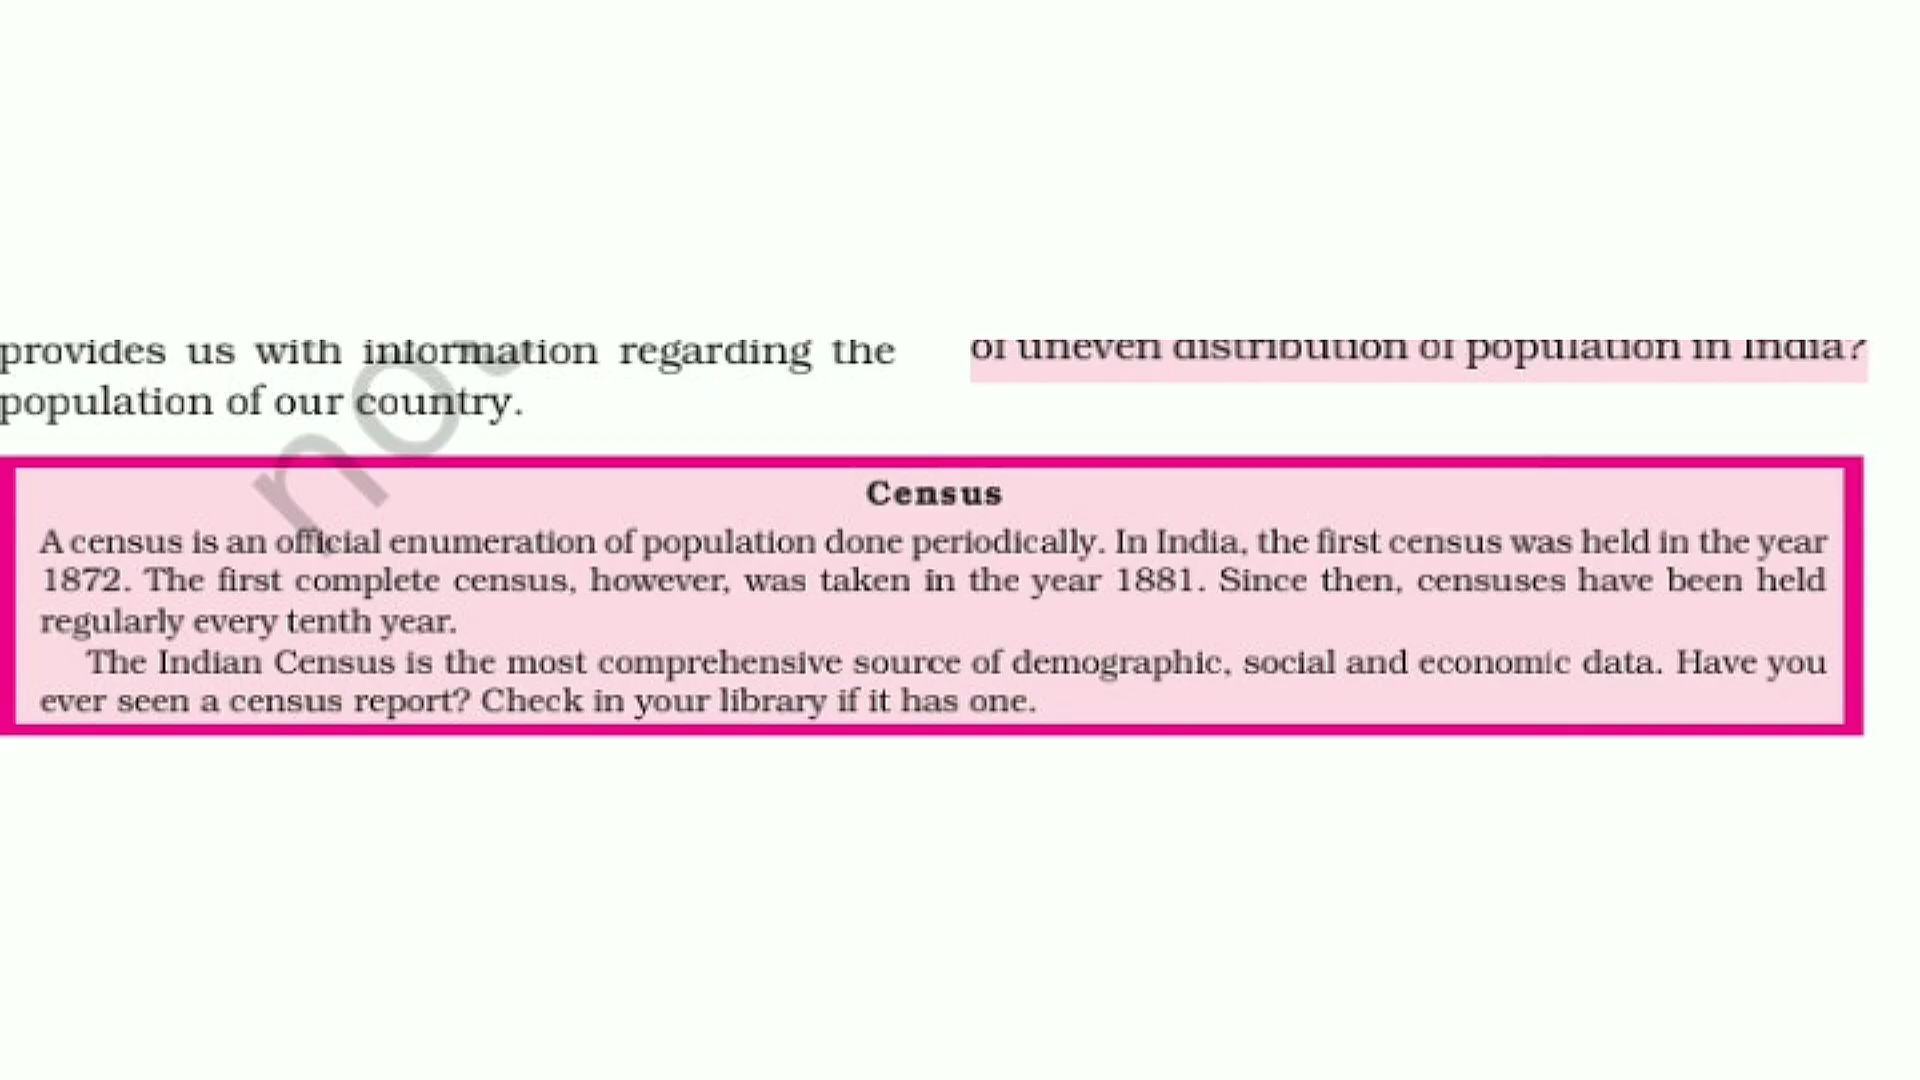 provides us with information regarding the
population of our country.
of uneven distribution of population in India?
not
Census
A census is an official enumeration of population done periodically. In India, the first census was held in the year
1872. The first complete census, however, was taken in the year 1881. Since then, censuses have been held
regularly every tenth year.
The Indian Census is the most comprehensive source of demographic, social and economic data. Have you
ever seen a census report? Check in your library if it has one.